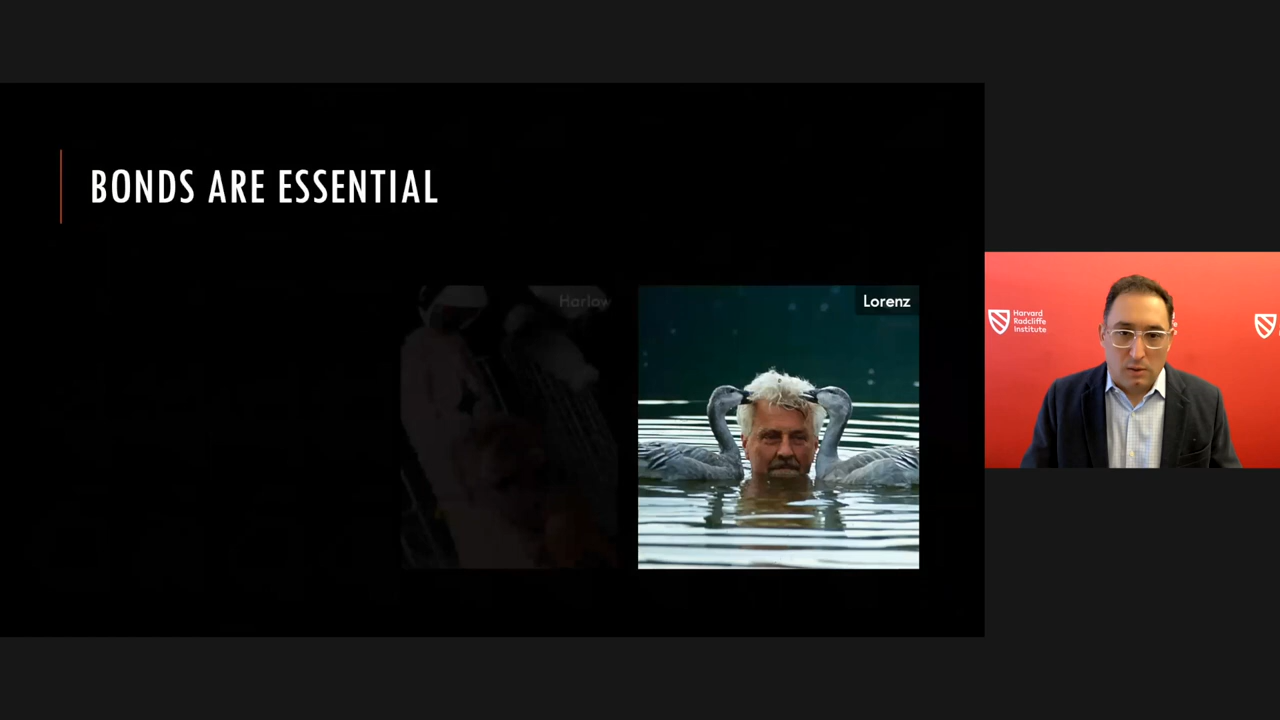 BONDS ARE ESSENTIAL
Harlow
Lorenz
Harvard
Radcliffe
Institute